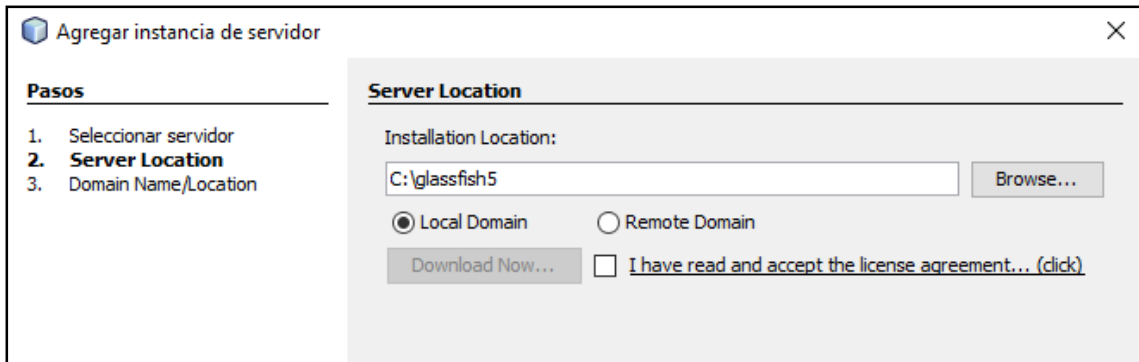 Agregar instancia de servidor
Pasos
1. Seleccionar servidor
2. Server Location
3. Domain Name/Location
Server Location
Installation Location:
C:\glassfish5 Browse...
Local Domain Remote Domain
Download Now... I have read and accept the license agreement... (click)